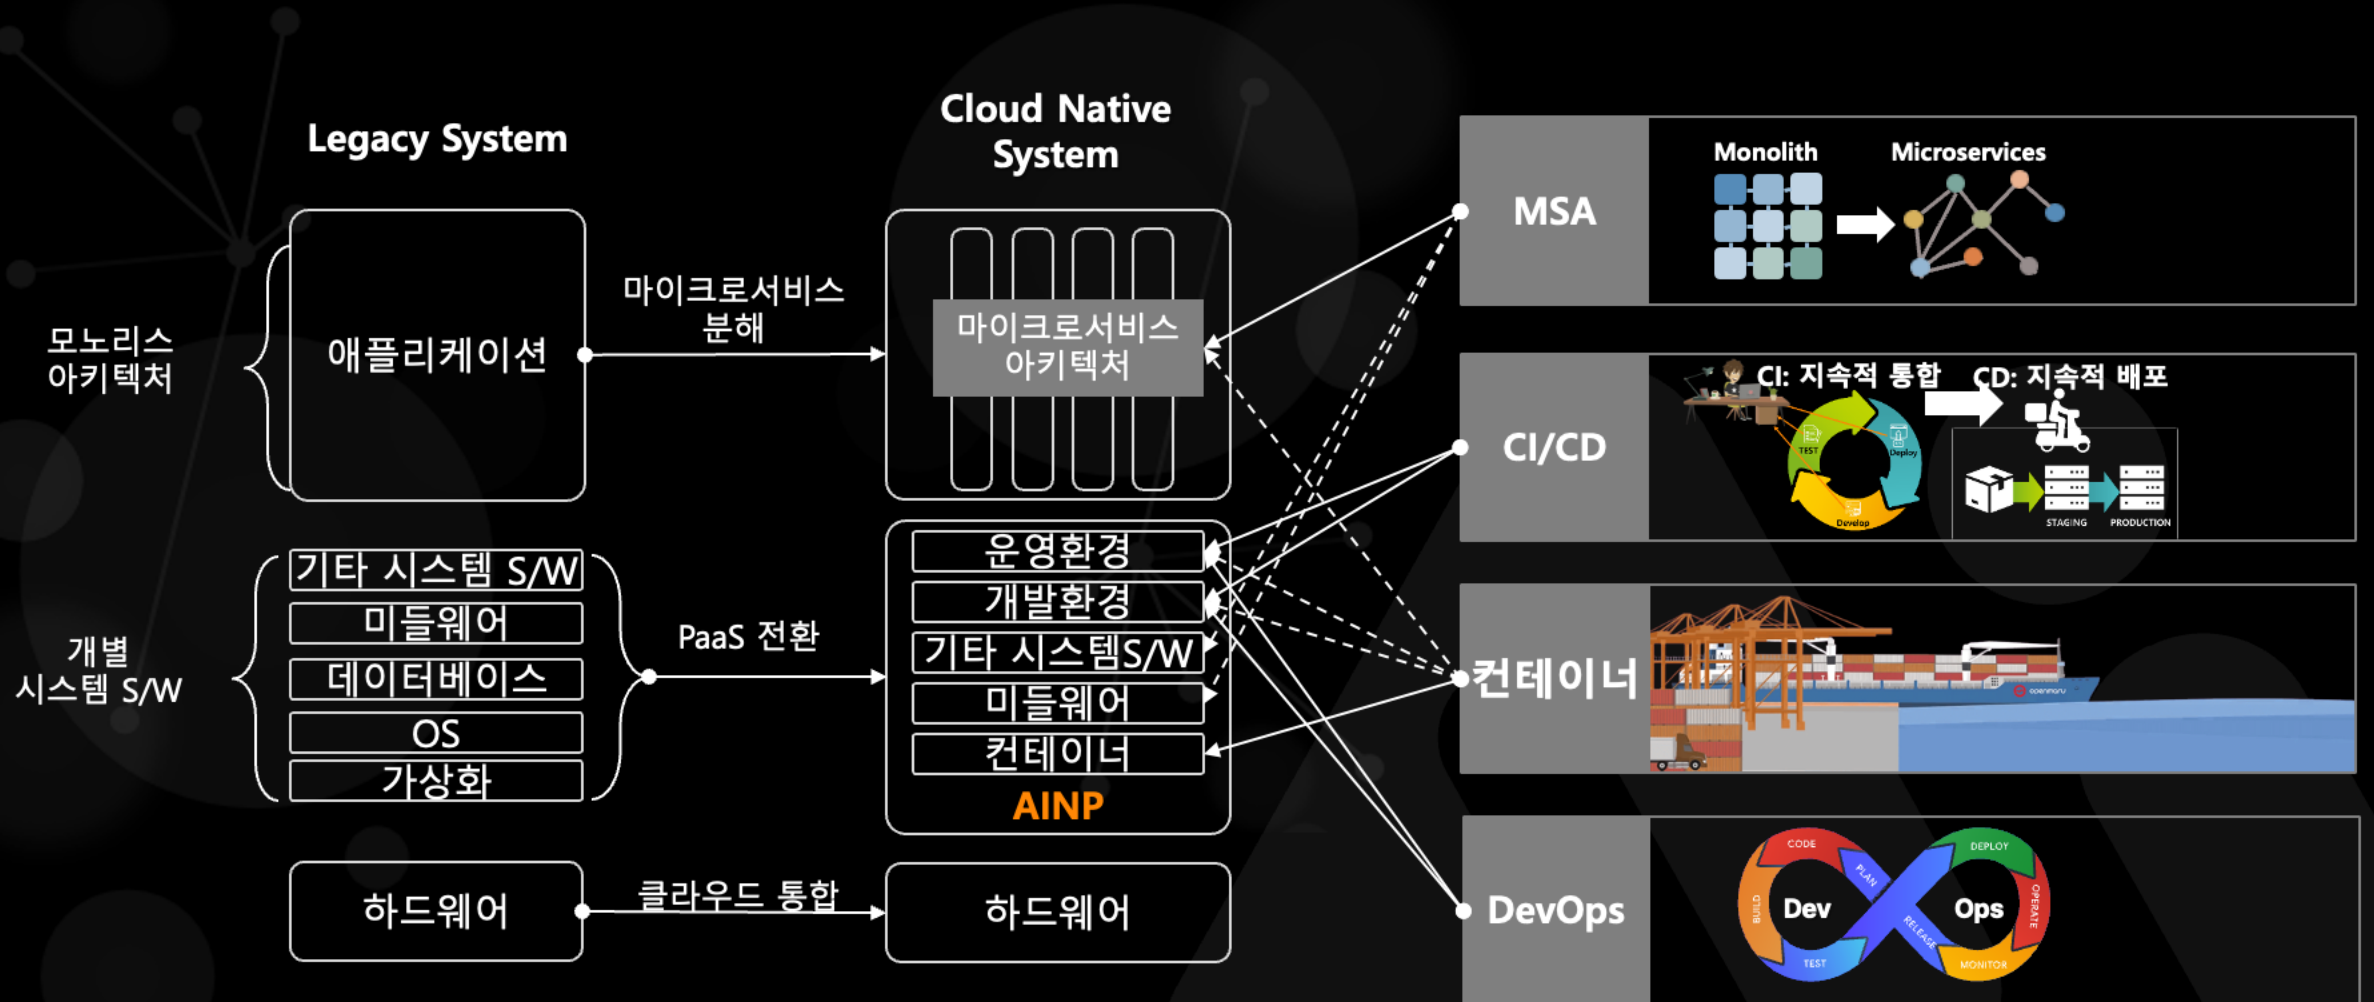 Legacy System
Cloud Native
System
모노리스
아키텍처
애플리케이션
마이크로서비스
분해
마이크로서비스
아키텍처
개별
시스템 S/W
기타 시스템 S/W
미들웨어
데이터베이스
OS
가상화
PaaS 전환
운영환경
개발환경
기타 시스템S/W
미들웨어
컨테이너
AINP
하드웨어
클라우드 통합
하드웨어
MSA
Monolith
Microservices
CI/CD
CI: 지속적 통합
CD: 지속적 배포
TEST
Deploy
Develop
STAGING
PRODUCTION
컨테이너
openmaru
DevOps
CODE
PLAN
BUILD
TEST
Dev
DEPLOY
OPERATE
RELEASE
MONITOR
Ops